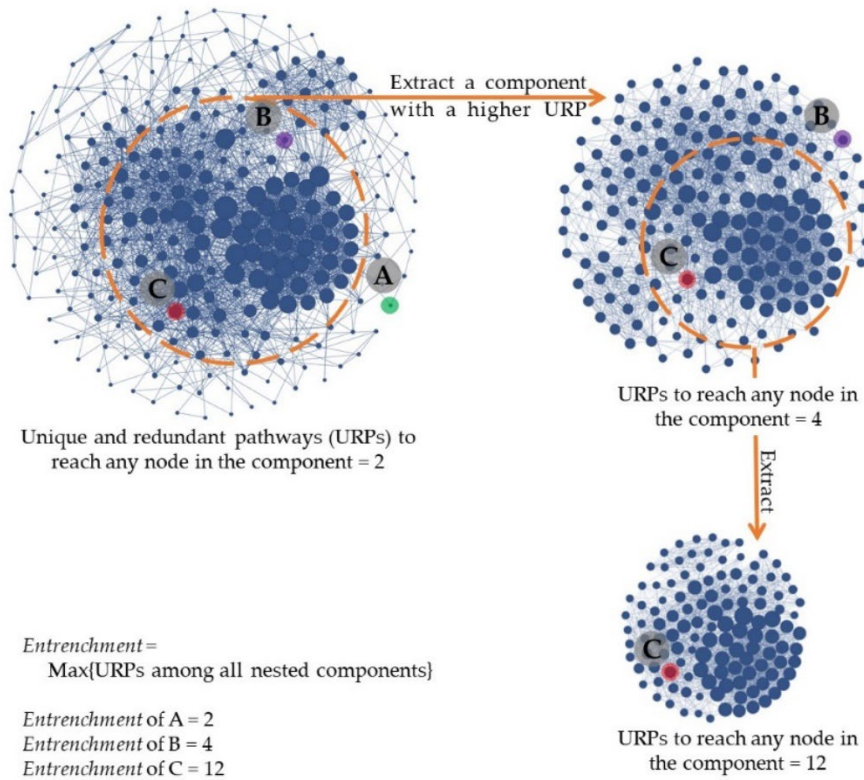 Extract a component
with a higher URP
B
C
A
B
C
Unique and redundant pathways (URPs) to
reach any node in the component = 2
URPs to reach any node in
the component = 4
Extract
C
URPs to reach any node in
the component = 12
Entrenchment =
Max{URPs among all nested components}
Entrenchment of A = 2
Entrenchment of B = 4
Entrenchment of C = 12